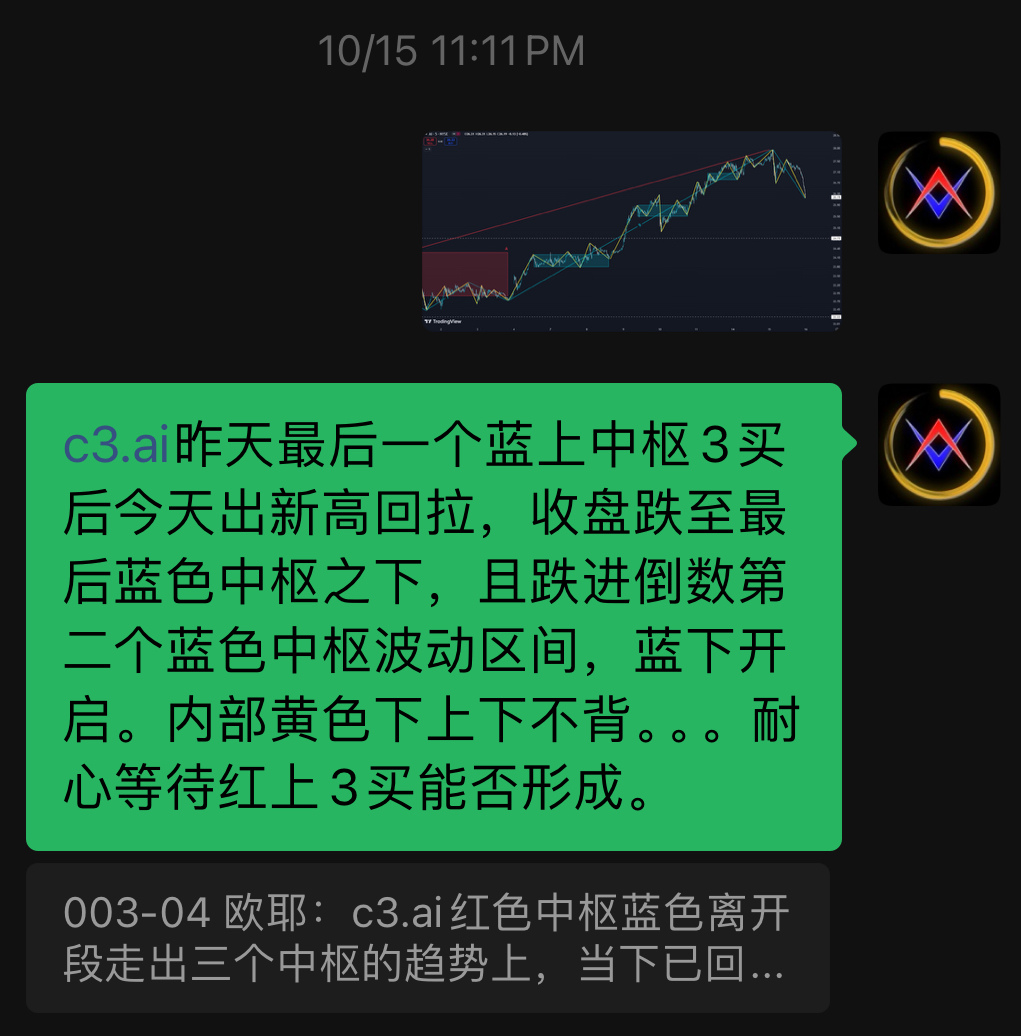 10/15 11:11 PM
TradingView
c3.ai昨天最后一个蓝上中枢3买
后今天出新高回拉，收盘跌至最
后蓝色中枢之下，且跌进倒数第
二个蓝色中枢波动区间，蓝下开
启。内部黄色下上下不背。。。耐
心等待红上3买能否形成。
003-04 欧耶：c3.ai红色中枢蓝色离开
段走出三个中枢的趋势上，当下已回...